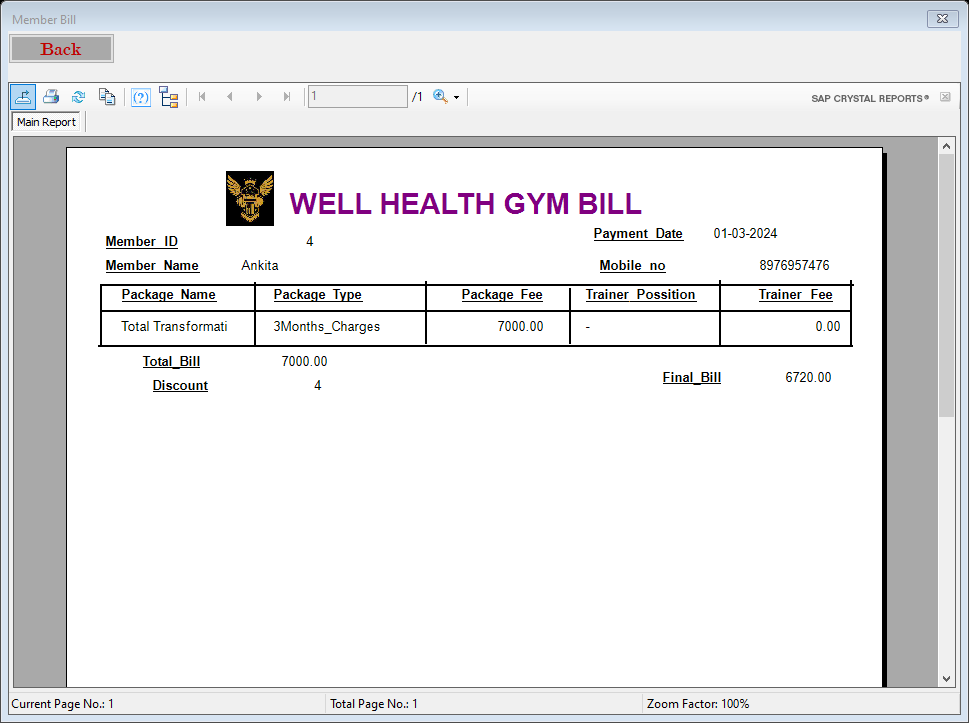 Member Bill
Back
1 /1
SAP CRYSTAL REPORTS®
Main Report
WELL HEALTH GYM BILL
Member_ID 4 Payment_Date 01-03-2024
Member_Name Ankita Mobile_no 8976957476
Package_Name Package_Type Package_Fee Trainer_Possition Trainer_Fee
Total Transformati 3Months_Charges 7000.00 - 0.00
Total_Bill 7000.00
Final_Bill 6720.00
Discount 4
Current Page No.: 1 Total Page No.: 1 Zoom Factor: 100%